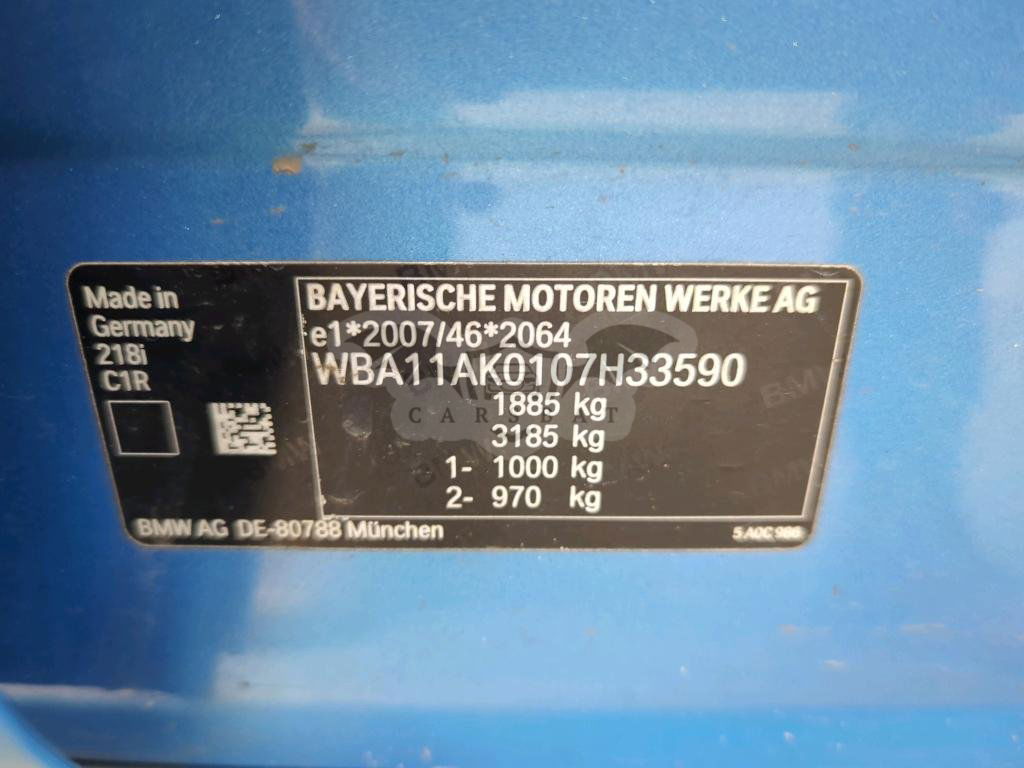 Made in
Germany
218i
C1R
BAYERISCHE MOTOREN WERKE AG
e1*2007/46*2064
WBA11AK0107H33590
1885 kg
3185 kg
1- 1000 kg
2- 970 kg
BMW AG DE-80788 München